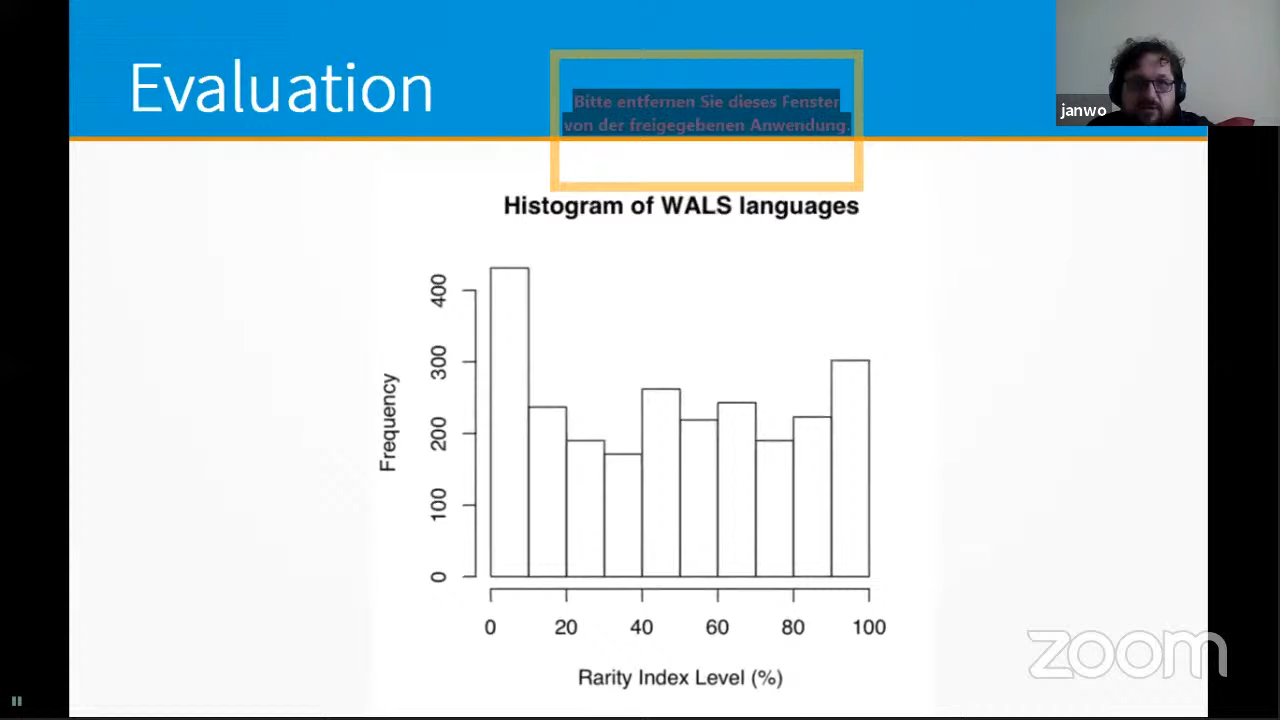 Evaluation
Bitte entfernen Sie dieses Fenster
von der freigegebenen Anwendung.
janwo
Histogram of WALS languages
Frequency
400
300
200
100
0
0 20 40 60 80 100
Rarity Index Level (%)
zoom